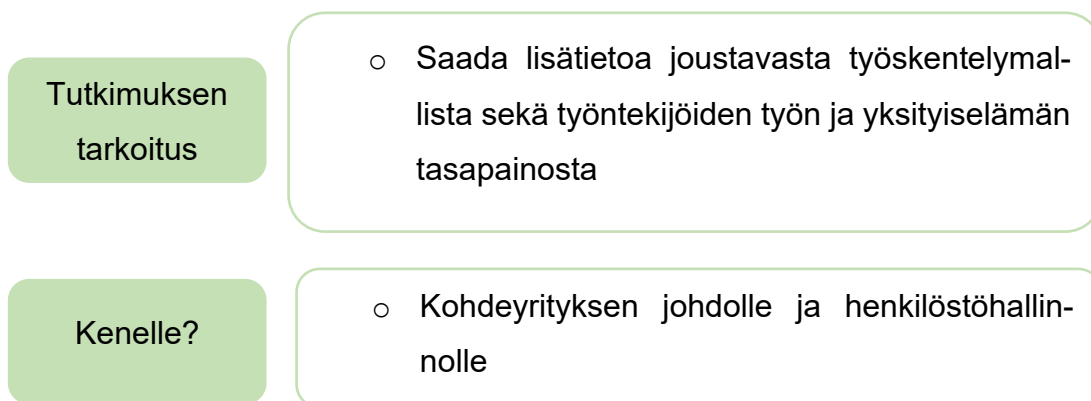 Tutkimuksen
tarkoitus
o Saada lisätietoa joustavasta työskentelymal-
lista sekä työntekijöiden työn ja yksityiselämän
tasapainosta
Kenelle?
o Kohdeyrityksen johdolle ja henkilöstöhallin-
nolle